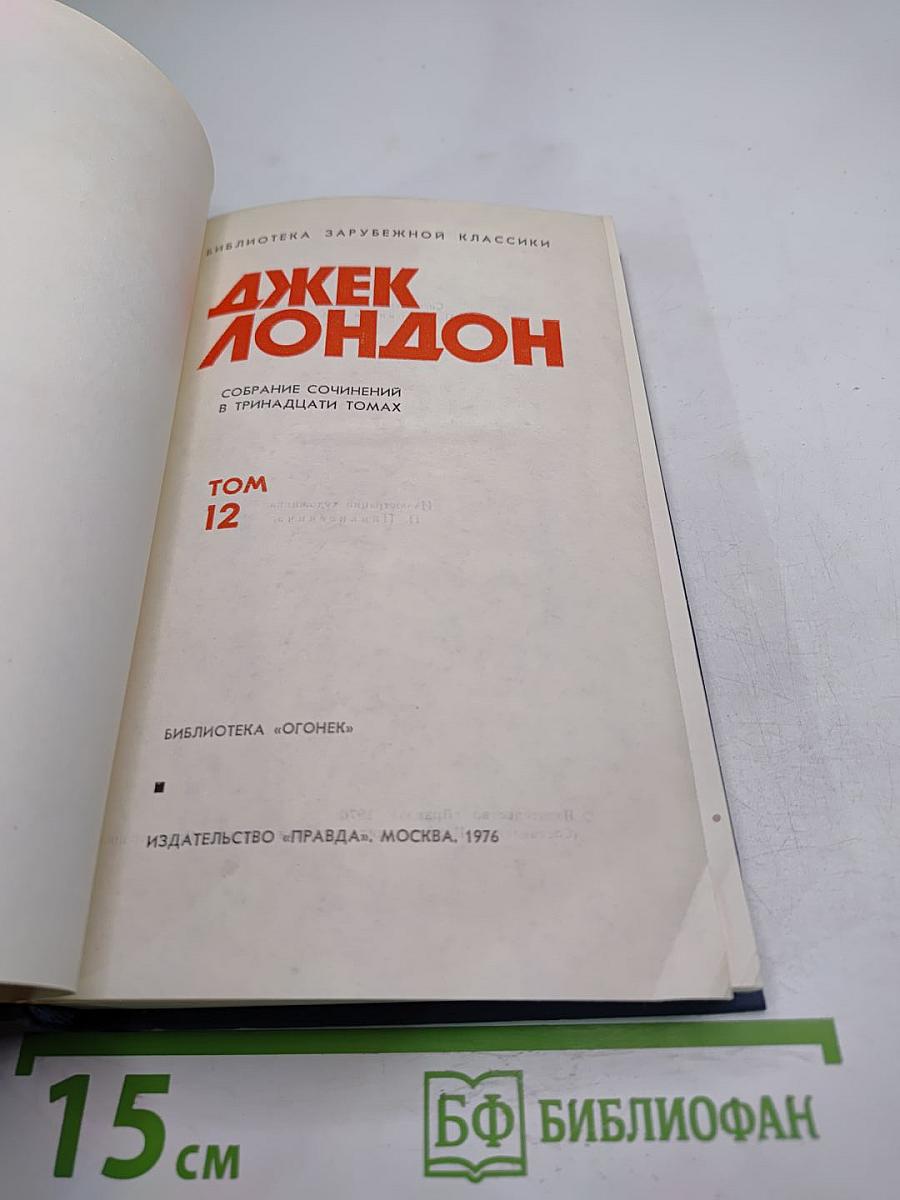 БИБЛИОТЕКА ЗАРУБЕЖНОЙ КЛАССИКИ
ДЖЕК
ЛОНДОН
СОБРАНИЕ СОЧИНЕНИЙ
В ТРИНАДЦАТИ ТОМАХ
ТОМ
12
БИБЛИОТЕКА «ОГОНЕК»
ИЗДАТЕЛЬСТВО «ПРАВДА», МОСКВА, 1976
15 см
БФ БИБЛИОФАН